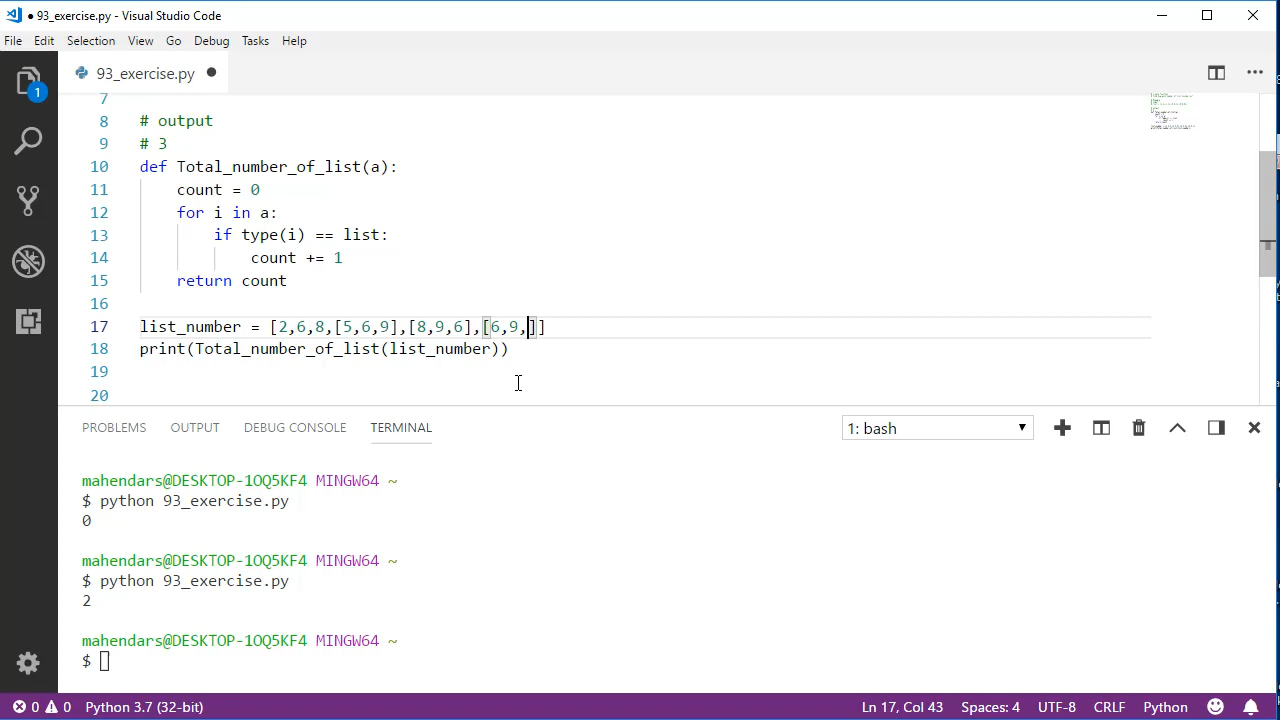 ● 93_exercise.py - Visual Studio Code
File Edit Selection View Go Debug Tasks Help
1
93_exercise.py ●
7
8 # output
9 # 3
10 def Total_number_of_list(a):
11 count = 0
12 for i in a:
13 if type(i) == list:
14 count += 1
15 return count
16
17 list_number = [2,6,8,[5,6,9],[8,9,6],[6,9,]]
18 print(Total_number_of_list(list_number))
19
20
PROBLEMS OUTPUT DEBUG CONSOLE TERMINAL 1: bash
mahendars@DESKTOP-1OQ5KF4 MINGW64 ~
$ python 93_exercise.py
0
mahendars@DESKTOP-1OQ5KF4 MINGW64 ~
$ python 93_exercise.py
2
mahendars@DESKTOP-1OQ5KF4 MINGW64 ~
$
0 0 Python 3.7 (32-bit) Ln 17, Col 43 Spaces: 4 UTF-8 CRLF Python